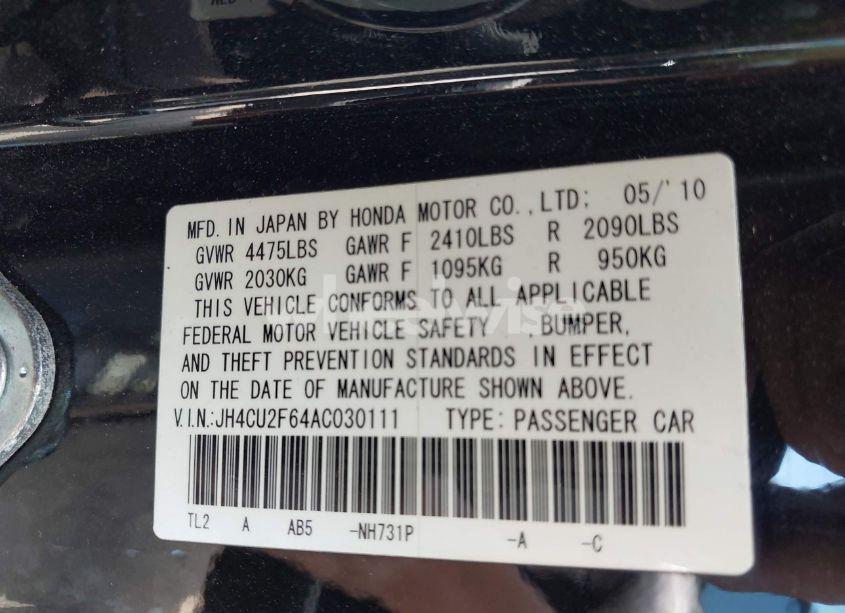 MFD. IN JAPAN BY HONDA MOTOR CO., LTD: 05/'10
GVWR 4475LBS GAWR F 2410LBS R 2090LBS
GVWR 2030KG GAWR F 1095KG R 950KG
THIS VEHICLE CONFORMS TO ALL APPLICABLE
FEDERAL MOTOR VEHICLE SAFETY , BUMPER,
AND THEFT PREVENTION STANDARDS IN EFFECT
ON THE DATE OF MANUFACTURE SHOWN ABOVE.
V.I.N.:JH4CU2F64AC030111 TYPE: PASSENGER CAR
TL2 A AB5 -NH731P -A -C